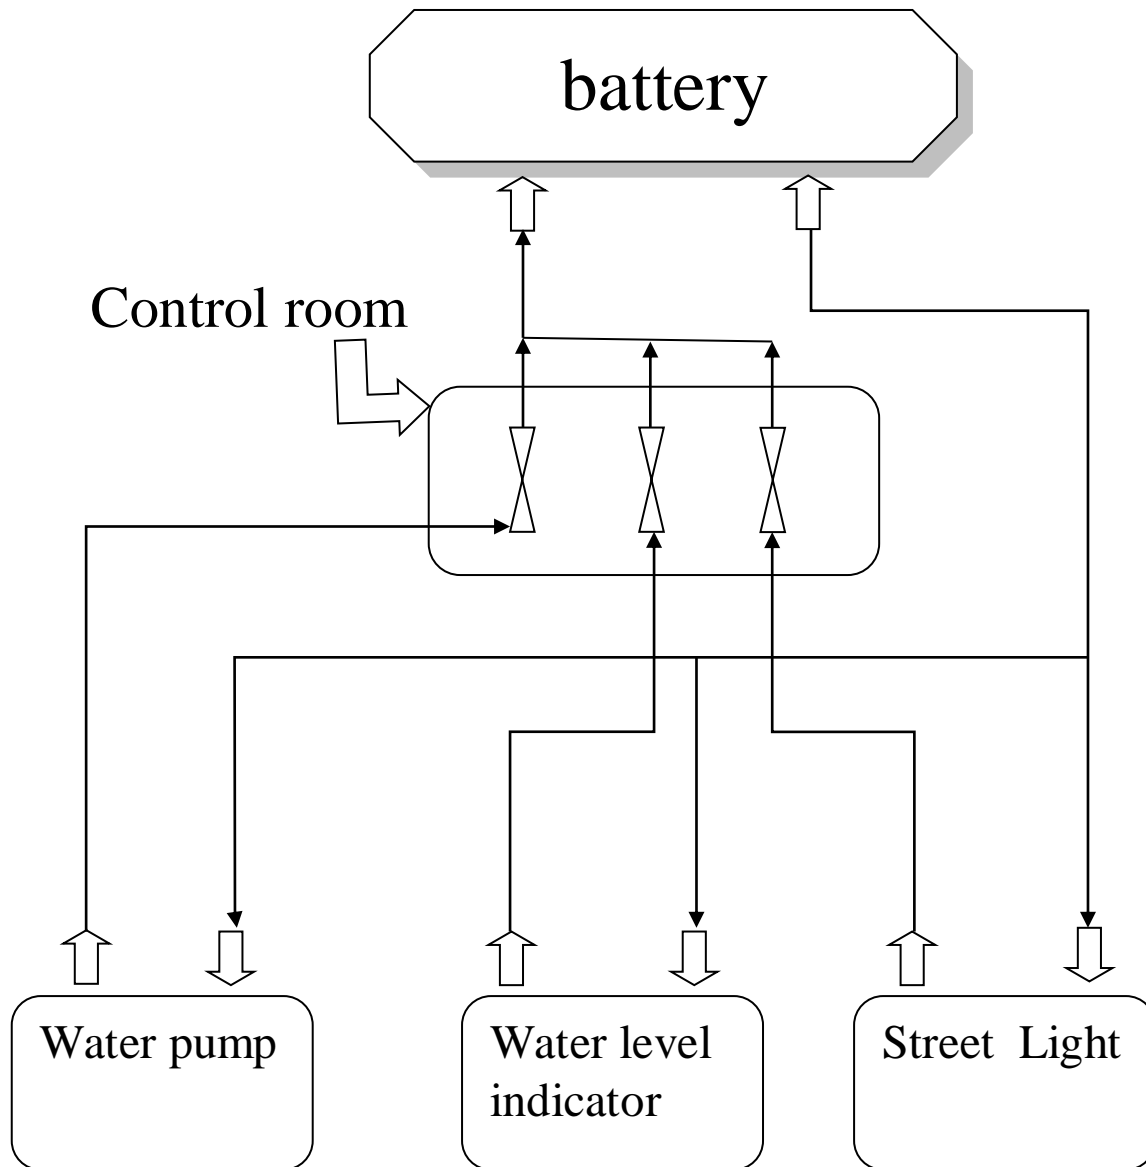 battery
Control room
Water pump
Water level
indicator
Street  Light